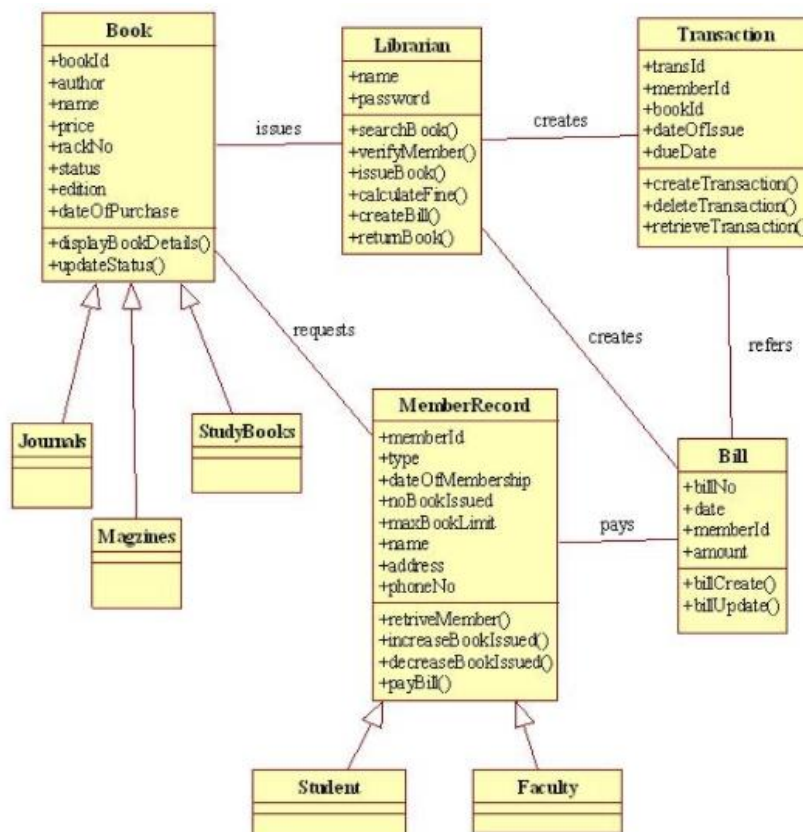 Book
+bookId
+author
+name
+price
+rackNo
+status
+edition
+dateOfPurchase
+displayBookDetails()
+updateStatus()
issues
Librarian
+name
+password
+searchBook()
+verifyMember()
+issueBook()
+calculateFine()
+createBill()
+returnBook()
creates
Transaction
+transId
+memberId
+bookId
+dateOfIssue
+dueDate
+createTransaction()
+deleteTransaction()
+retrieveTransaction()
requests
creates
refers
Journals
Magzines
StudyBooks
MemberRecord
+memberId
+type
+dateOfMembership
+noBookIssued
+maxBookLimit
+name
+address
+phoneNo
+retriveMember()
+increaseBookIssued()
+decreaseBookIssued()
+payBill()
pays
Bill
+billNo
+date
+memberId
+amount
+billCreate()
+billUpdate()
Student
Faculty